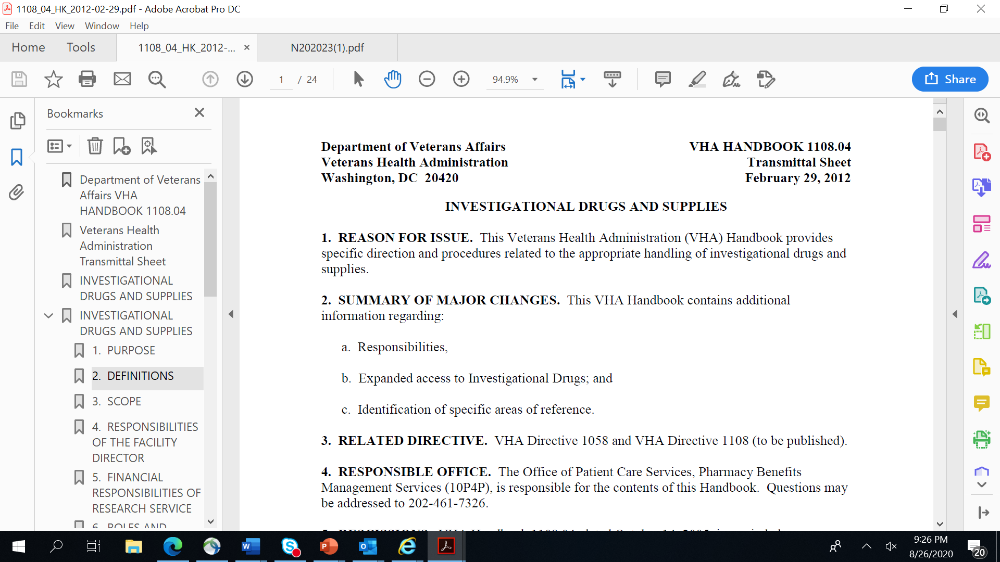 1108_04_HK_2012-02-29.pdf - Adobe Acrobat Pro DC
File Edit View Window Help
Home Tools 1108_04_HK_2012-... N202023(1).pdf
1 / 24 94.9% Share
Bookmarks
Department of Veterans
Affairs VHA
HANDBOOK 1108.04
Veterans Health
Administration
Transmittal Sheet
INVESTIGATIONAL
DRUGS AND SUPPLIES
INVESTIGATIONAL
DRUGS AND SUPPLIES
1. PURPOSE
2. DEFINITIONS
3. SCOPE
4. RESPONSIBILITIES
OF THE FACILITY
DIRECTOR
5. FINANCIAL
RESPONSIBILITIES OF
RESEARCH SERVICE
6. ROLES AND
Department of Veterans Affairs VHA HANDBOOK 1108.04
Veterans Health Administration Transmittal Sheet
Washington, DC 20420 February 29, 2012
INVESTIGATIONAL DRUGS AND SUPPLIES
1. REASON FOR ISSUE. This Veterans Health Administration (VHA) Handbook provides
specific direction and procedures related to the appropriate handling of investigational drugs and
supplies.
2. SUMMARY OF MAJOR CHANGES. This VHA Handbook contains additional
information regarding:
a. Responsibilities,
b. Expanded access to Investigational Drugs; and
c. Identification of specific areas of reference.
3. RELATED DIRECTIVE. VHA Directive 1058 and VHA Directive 1108 (to be published).
4. RESPONSIBLE OFFICE. The Office of Patient Care Services, Pharmacy Benefits
Management Services (10P4P), is responsible for the contents of this Handbook. Questions may
be addressed to 202-461-7326.
9:26 PM
8/26/2020
20